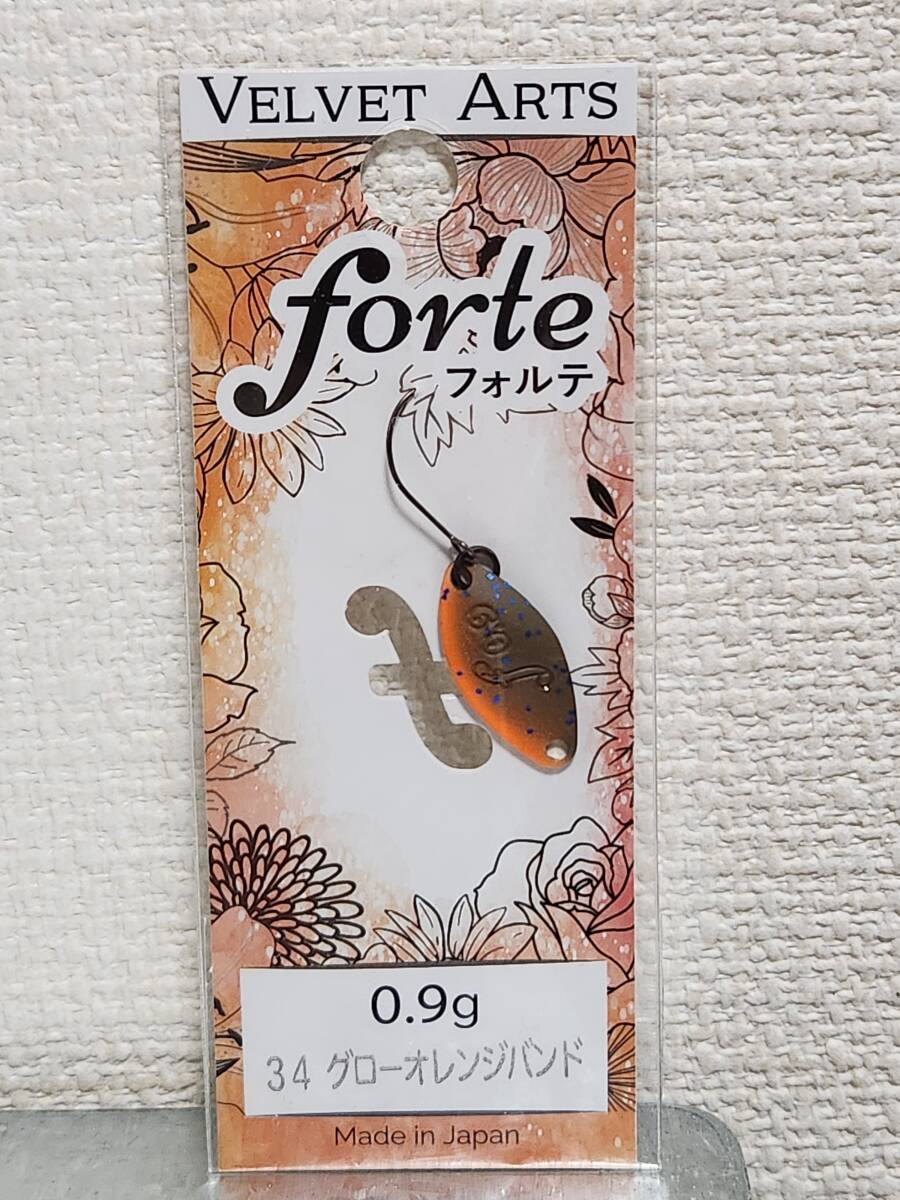 VELVET ARTS
forte
フォルテ
0.9g
34 グローオレンジバンド
Made in Japan